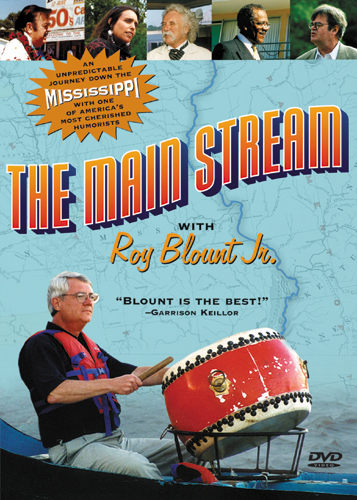 50's
CA
AN
UNPREDICTABLE
JOURNEY DOWN THE
MISSISSIPPI
WITH ONE
OF AMERICA'S
MOST CHERISHED
HUMORISTS
THE MAIN STREAM
WITH
Roy Blount Jr.
"BLOUNT IS THE BEST!"
–GARRISON KEILLOR
DVD
VIDEO